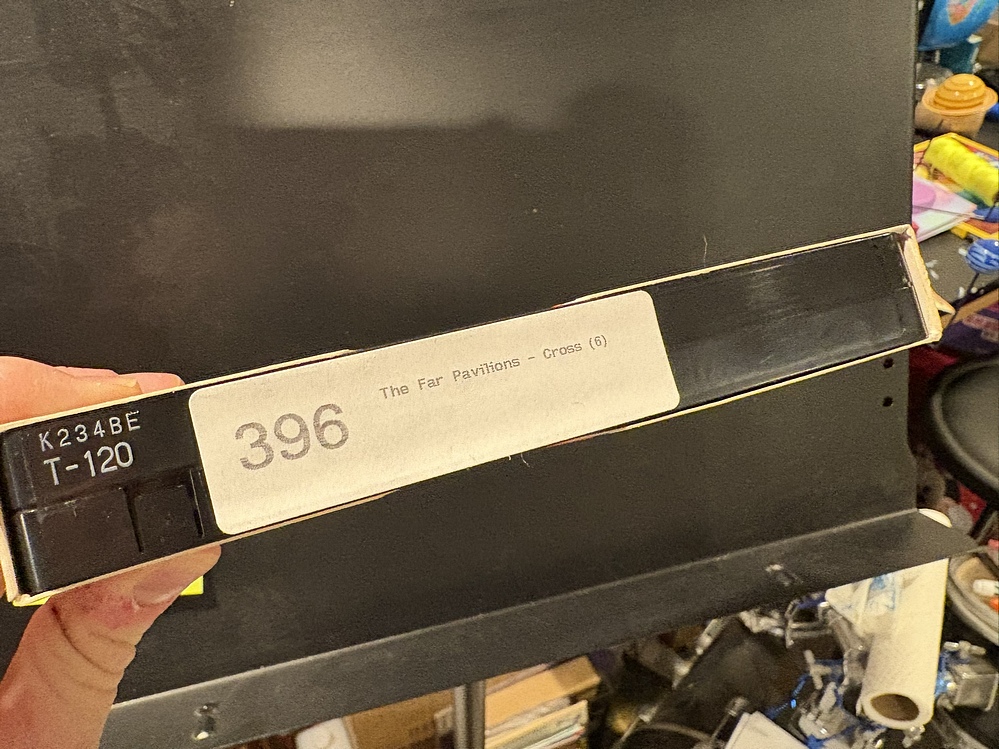 K234BE
T-120
396
The Far Pavilions - Cross (6)